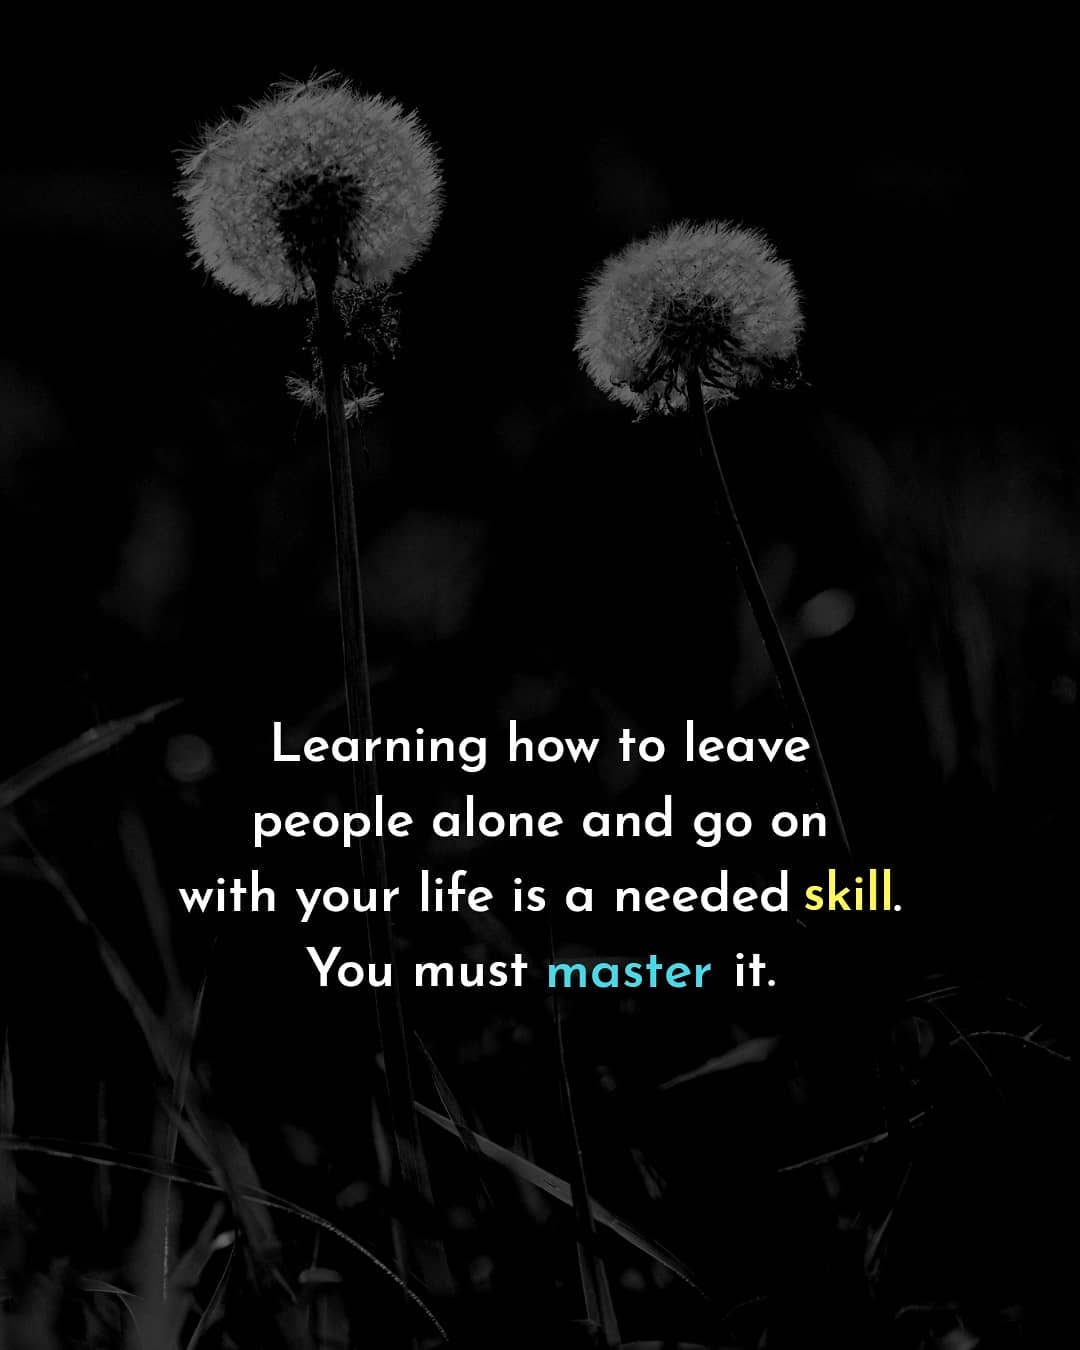 Learning how to leave
people alone and go on
with your life is a needed skill.
You must master it.